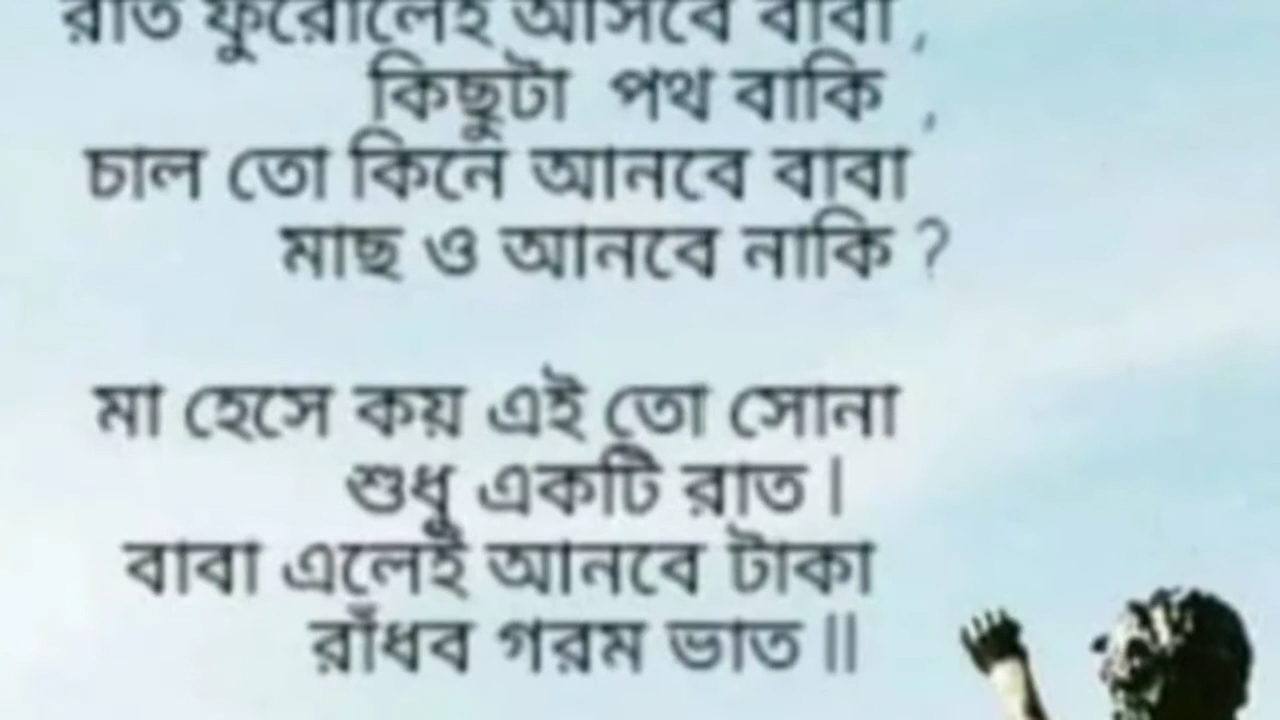 রাত ফুরোলেই আসবে বাবা ,
কিছুটা পথ বাকি ,
চাল তো কিনে আনবে বাবা
মাছ ও আনবে নাকি ?
মা হেসে কয় এই তো সোনা
শুধু একটি রাত ।
বাবা এলেই আনবে টাকা
রাঁধব গরম ভাত ॥